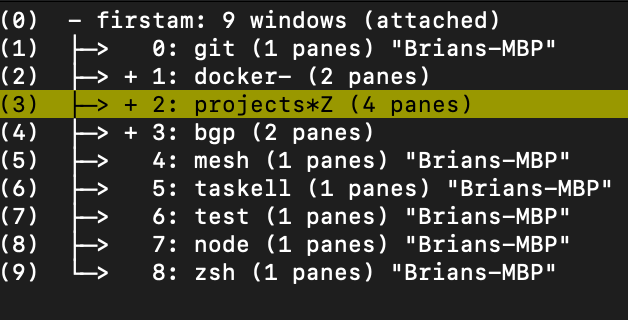 (0)  - firstam: 9 windows (attached)
(1)  ├─>   0: git (1 panes) "Brians-MBP"
(2)  ├─> + 1: docker- (2 panes)
(3)  ├─> + 2: projects*Z (4 panes)
(4)  ├─> + 3: bgp (2 panes)
(5)  ├─>   4: mesh (1 panes) "Brians-MBP"
(6)  ├─>   5: taskell (1 panes) "Brians-MBP"
(7)  ├─>   6: test (1 panes) "Brians-MBP"
(8)  ├─>   7: node (1 panes) "Brians-MBP"
(9)  └─>   8: zsh (1 panes) "Brians-MBP"